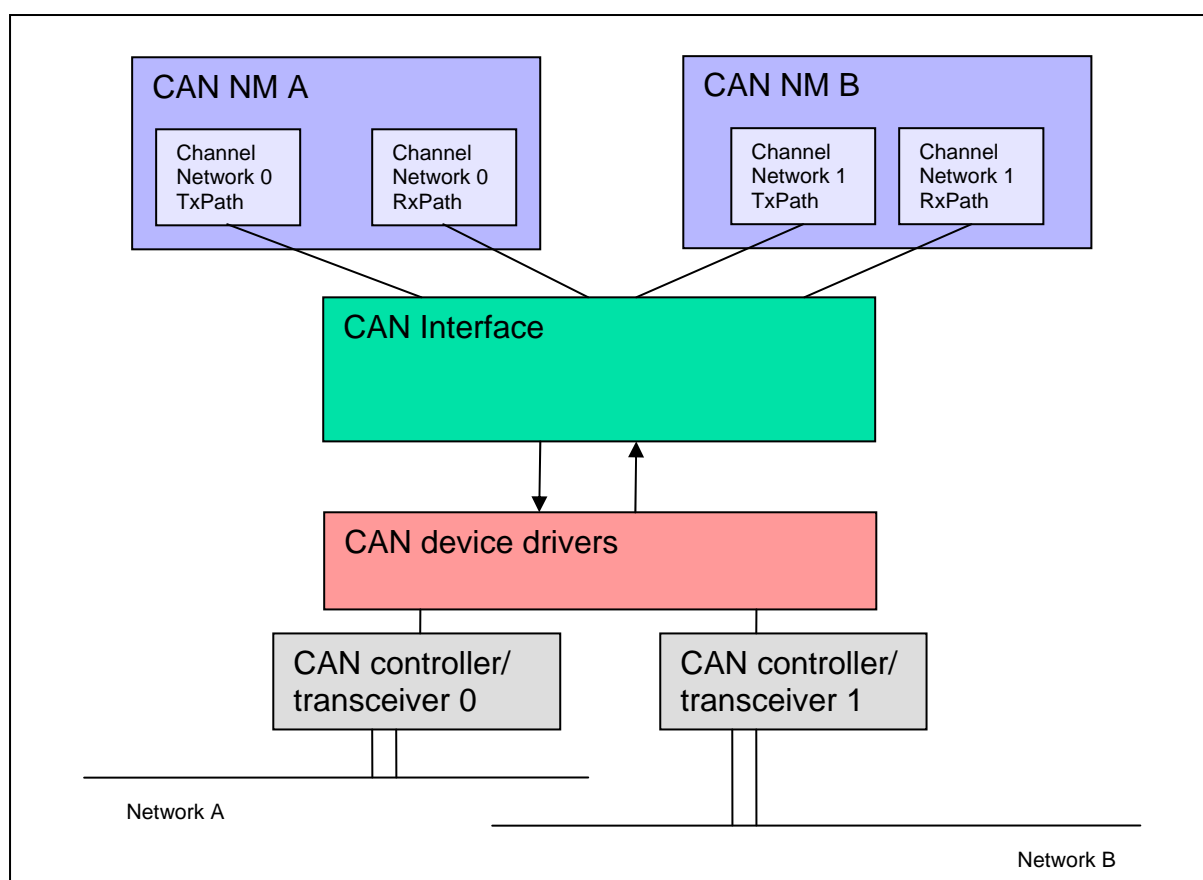 CAN NM A
Channel
Network 0
TxPath
Channel
Network 0
RxPath
CAN NM B
Channel
Network 1
TxPath
Channel
Network 1
RxPath
CAN Interface
CAN device drivers
CAN controller/
transceiver 0
CAN controller/
transceiver 1
Network A
Network B